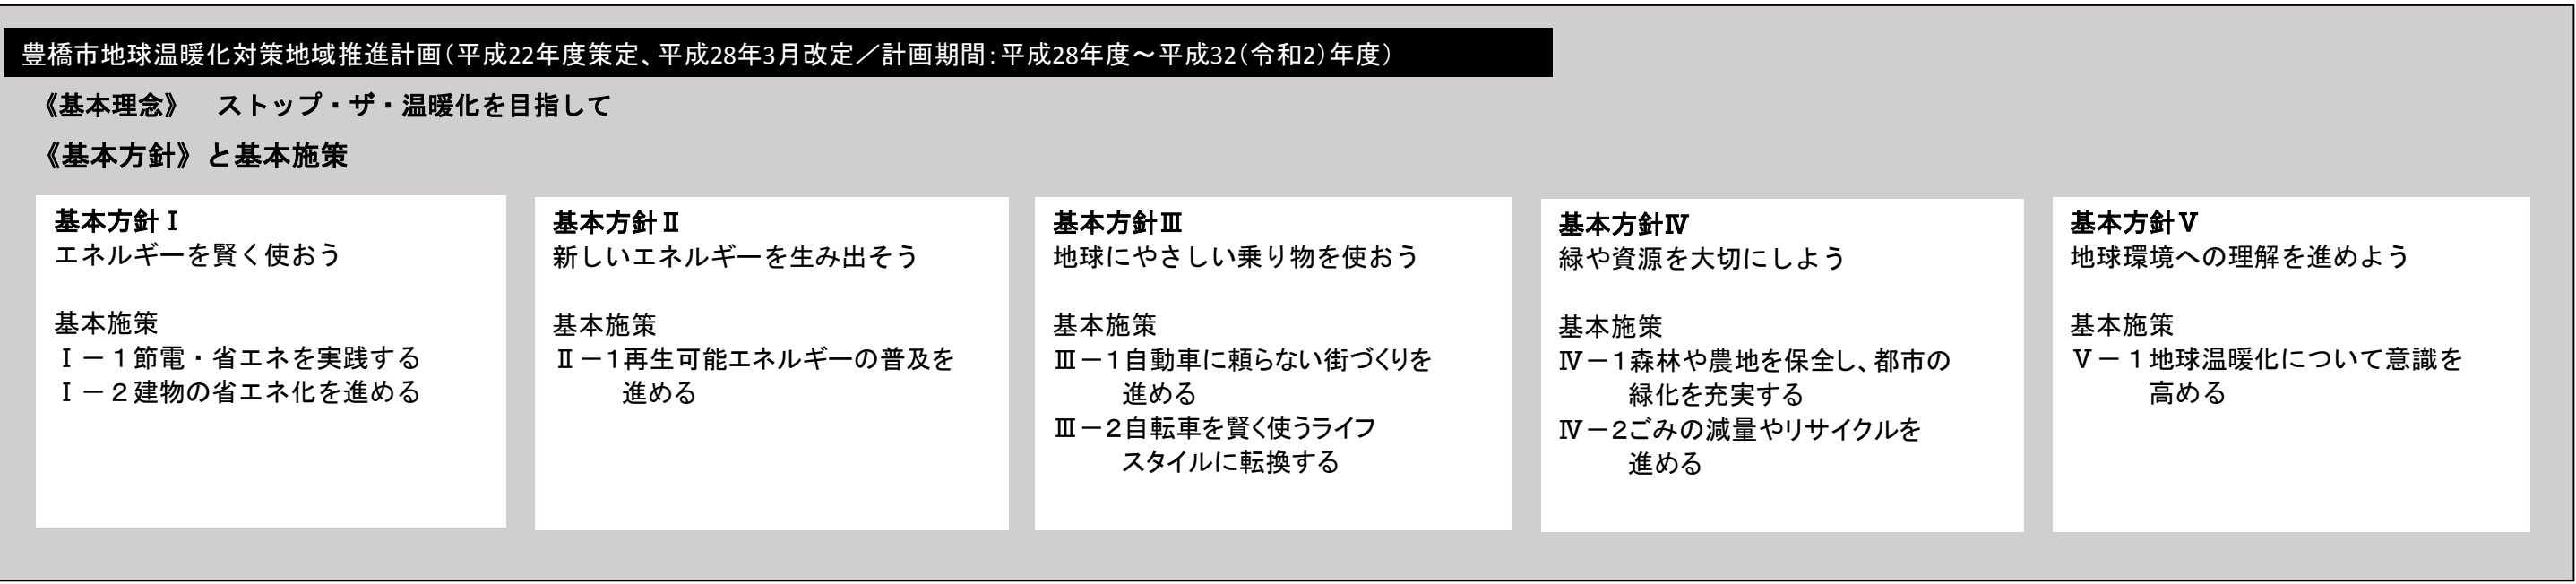 豊橋市地球温暖化対策地域推進計画（平成22年度策定、平成28年3月改定／計画期間：平成28年度～平成32（令和2）年度）
《基本理念》　ストップ・ザ・温暖化を目指して
《基本方針》と基本施策
基本方針Ⅰ
エネルギーを賢く使おう
基本施策
Ⅰ－１節電・省エネを実践する
Ⅰ－２建物の省エネ化を進める
基本方針Ⅱ
新しいエネルギーを生み出そう
基本施策
Ⅱ－1再生可能エネルギーの普及を
進める
基本方針Ⅲ
地球にやさしい乗り物を使おう
基本施策
Ⅲ－1自動車に頼らない街づくりを
進める
Ⅲ－2自転車を賢く使うライフ
スタイルに転換する
基本方針Ⅳ
緑や資源を大切にしよう
基本施策
Ⅳ－1森林や農地を保全し、都市の
緑化を充実する
Ⅳ－2ごみの減量やリサイクルを
進める
基本方針Ⅴ
地球環境への理解を進めよう
基本施策
Ⅴ－１地球温暖化について意識を
高める